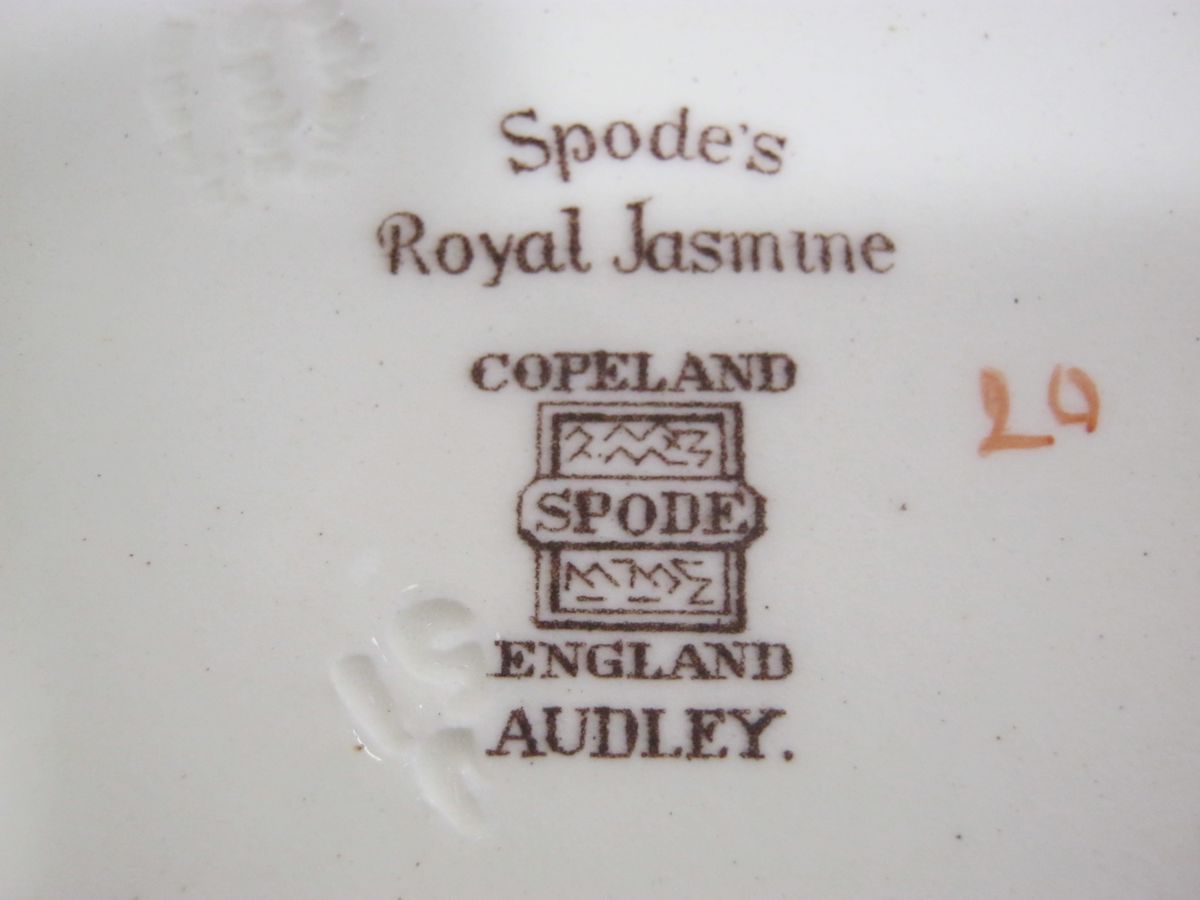 Spode's
Royal Jasmine
COPELAND
SPODE
ENGLAND
AUDLEY.